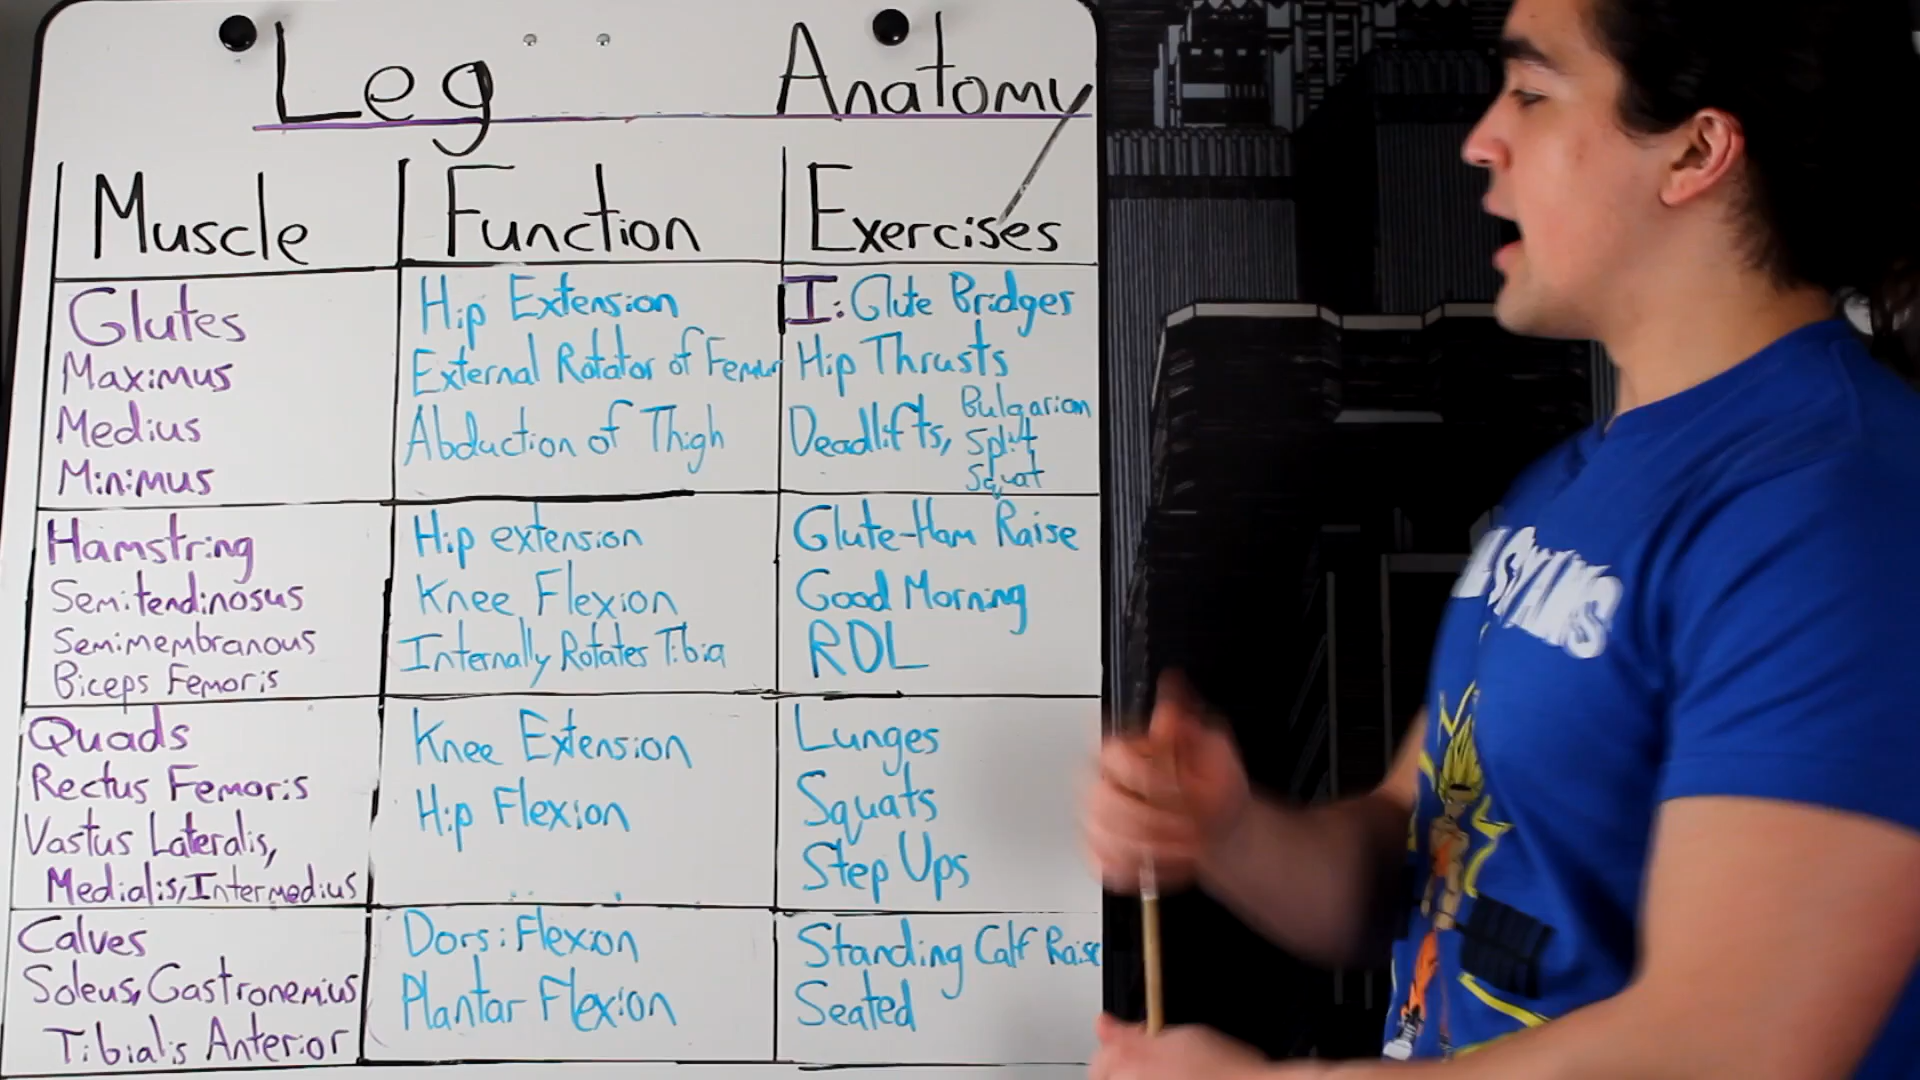 Leg Anatomy
Muscle Function Exercises
Glutes
Maximus
Medius
Minimus
Hip Extension
External Rotator of Femur
Abduction of Thigh
I: Glute Bridges
Hip Thrusts
Deadlifts, Bulgarian
Split
Squat
Hamstring
Semitendinosus
Semimembranous
Biceps Femoris
Hip extension
Knee Flexion
Internally Rotates Tibia
Glute-Ham Raise
Good Morning
RDL
Quads
Rectus Femoris
Vastus Lateralis,
Medialis, Intermedius
Knee Extension
Hip Flexion
Lunges
Squats
Step Ups
Calves
Soleus, Gastronemius
Tibialis Anterior
Dorsiflexion
Plantar Flexion
Standing Calf Raise
Seated